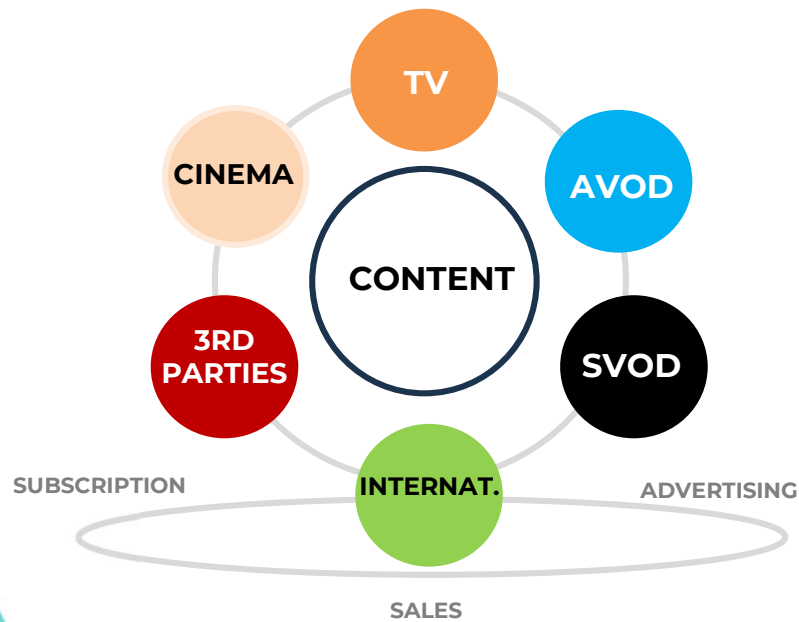 TV
CINEMA
AVOD
CONTENT
3RD
PARTIES
SVOD
INTERNAT.
SUBSCRIPTION
ADVERTISING
SALES